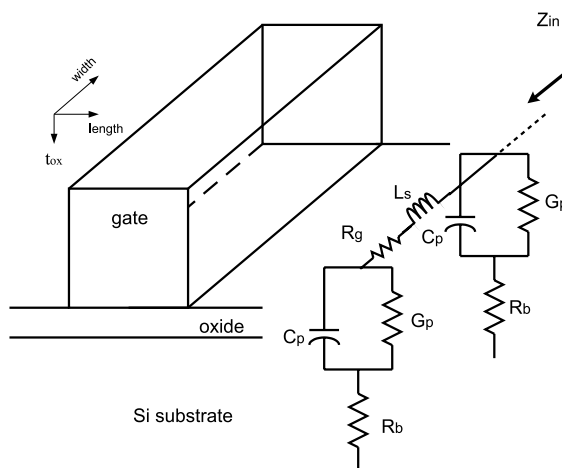 Zin
width
length
tox
gate
Ls
Gp
Cp
Rg
Rb
oxide
Cp
Gp
Si substrate
Rb